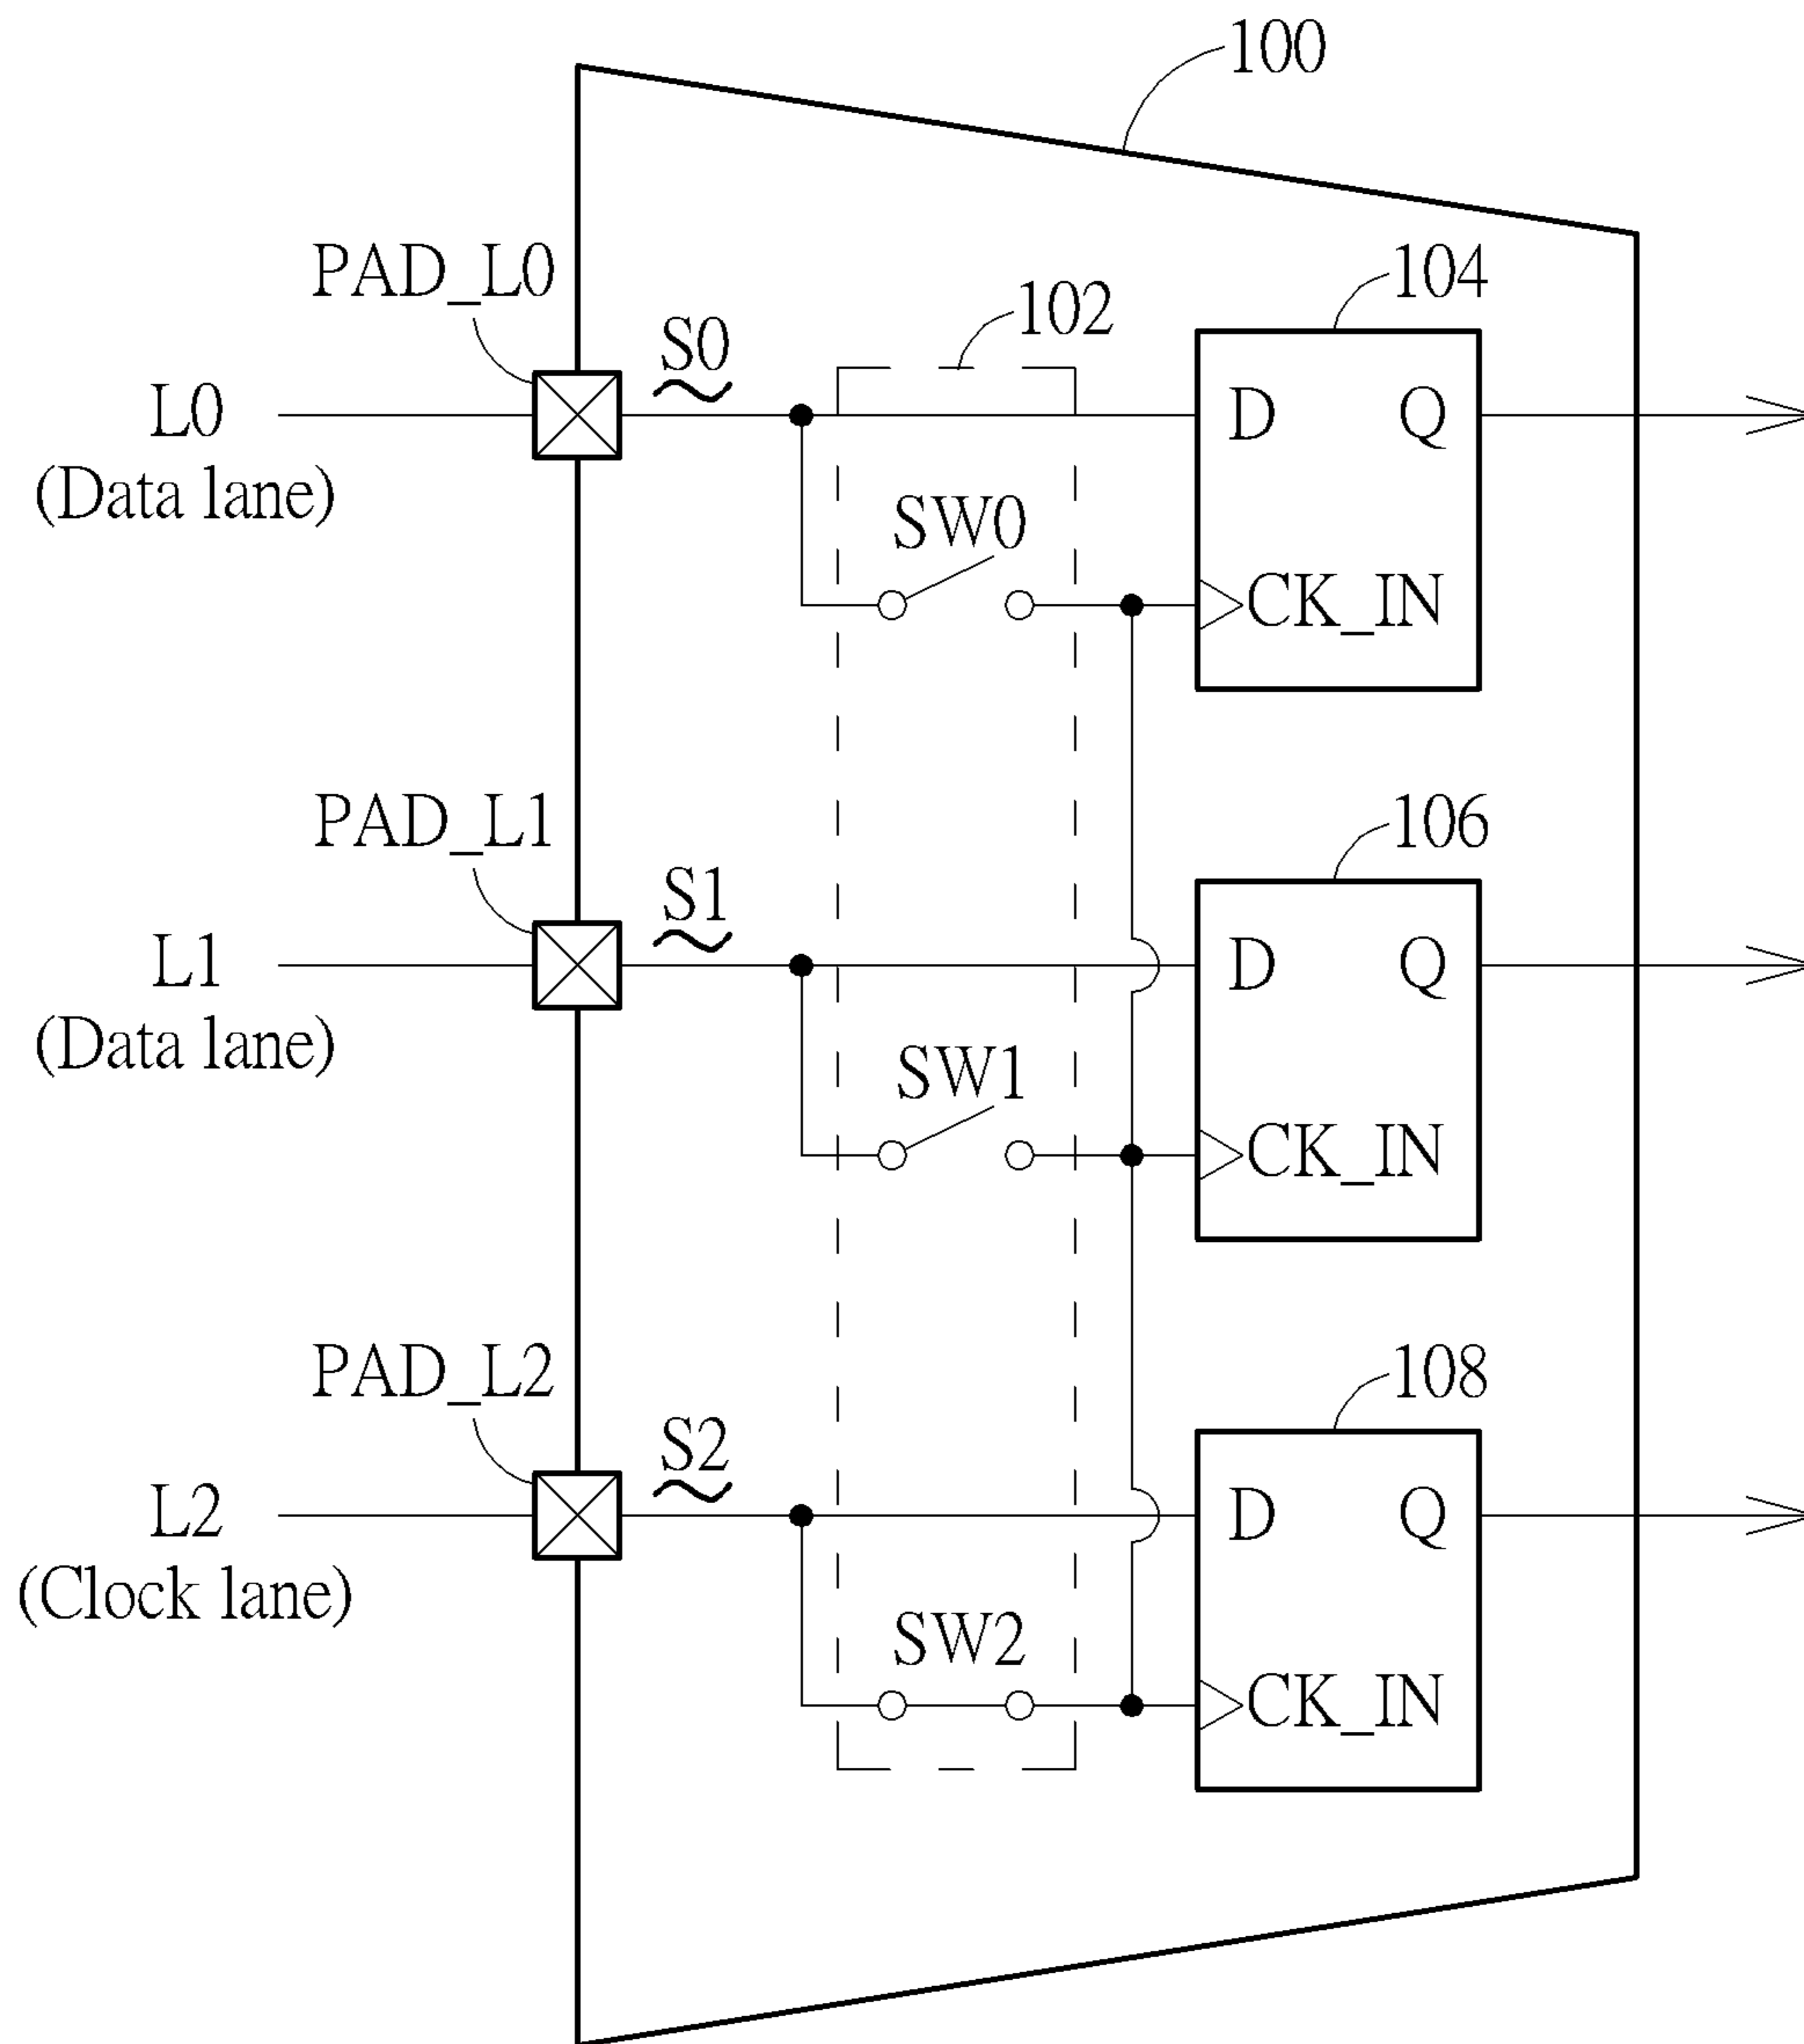 100
PAD_L0
S0
102
104
L0
(Data lane)
D
Q
SW0
CK_IN
PAD_L1
S1
106
L1
(Data lane)
D
Q
SW1
CK_IN
PAD_L2
S2
108
L2
(Clock lane)
D
Q
SW2
CK_IN